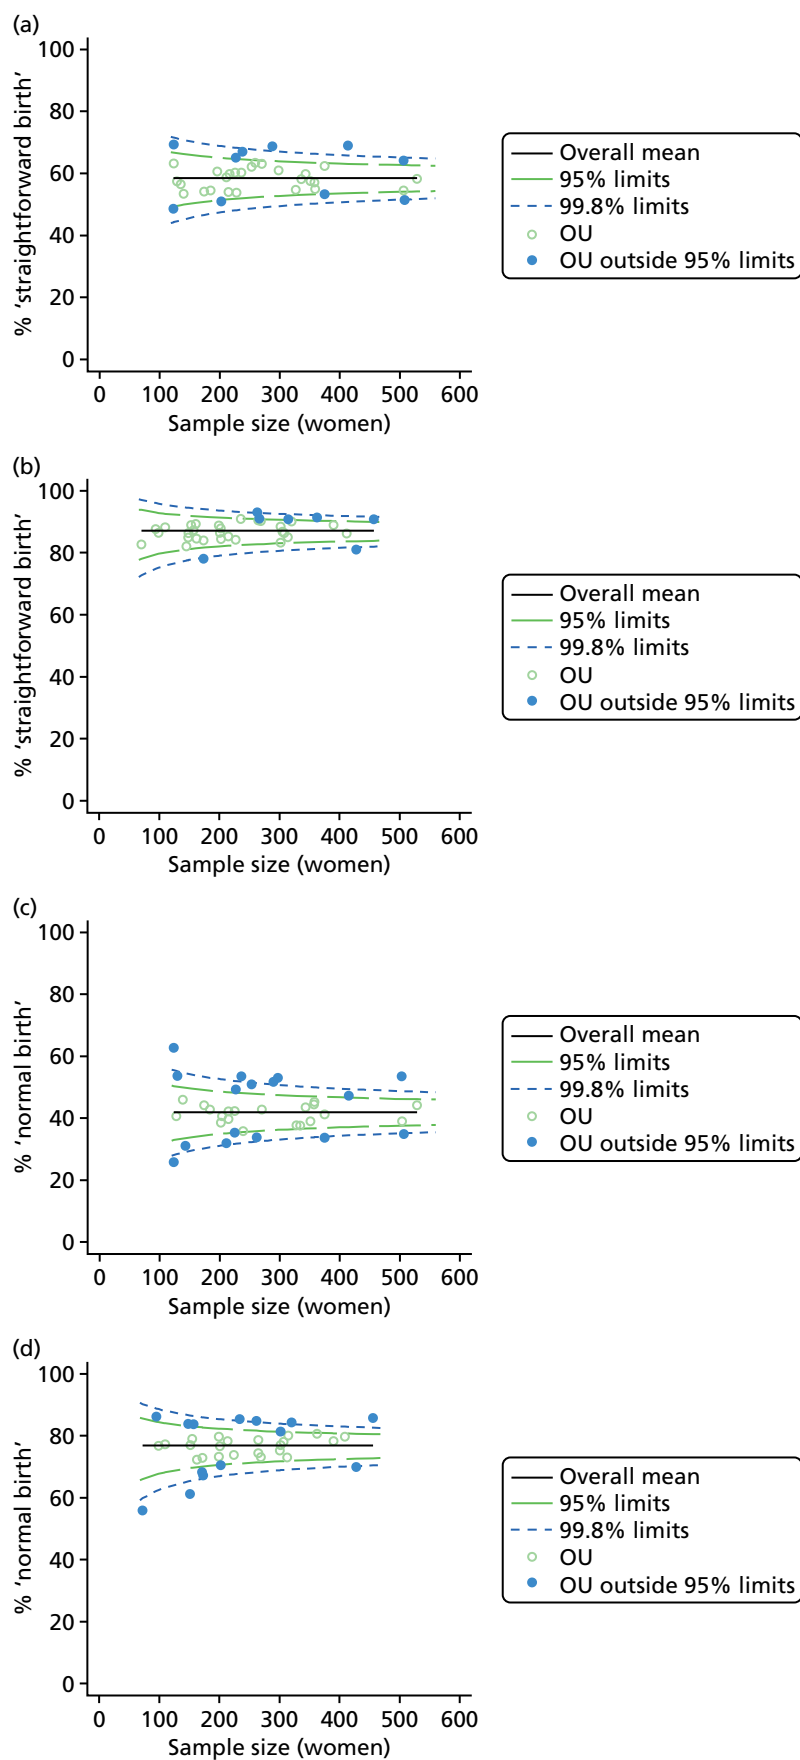 (a)
100
80
60
40
20
0
% ‘straightforward birth’
0 100 200 300 400 500 600
Sample size (women)
Overall mean
95% limits
99.8% limits
OU
OU outside 95% limits
(b)
100
80
60
40
20
0
% ‘straightforward birth’
0 100 200 300 400 500 600
Sample size (women)
Overall mean
95% limits
99.8% limits
OU
OU outside 95% limits
(c)
100
80
60
40
20
0
% ‘normal birth’
0 100 200 300 400 500 600
Sample size (women)
Overall mean
95% limits
99.8% limits
OU
OU outside 95% limits
(d)
100
80
60
40
20
0
% ‘normal birth’
0 100 200 300 400 500 600
Sample size (women)
Overall mean
95% limits
99.8% limits
OU
OU outside 95% limits